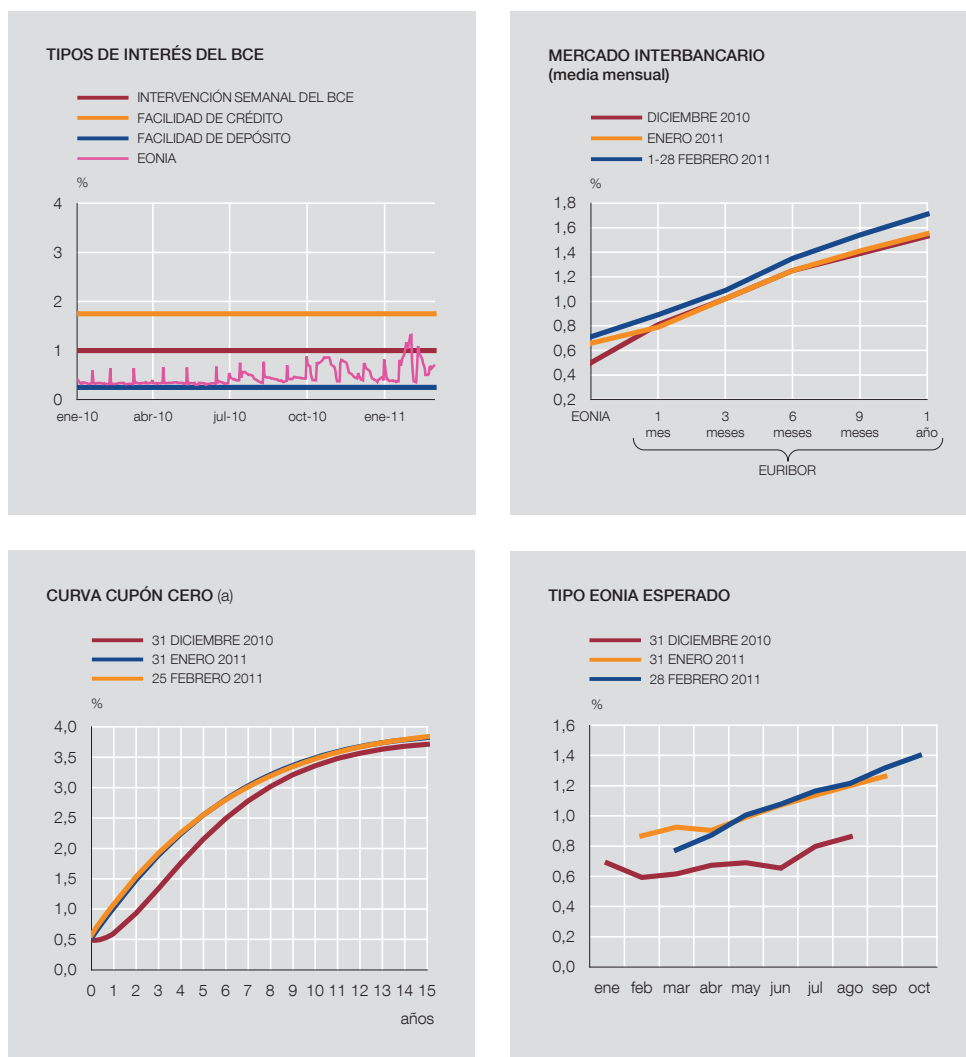 TIPOS DE INTERÉS DEL BCE
INTERVENCIÓN SEMANAL DEL BCE
FACILIDAD DE CRÉDITO
FACILIDAD DE DEPÓSITO
EONIA
%
4
3
2
1
0
ene-10 abr-10 jul-10 oct-10 ene-11
MERCADO INTERBANCARIO
(media mensual)
DICIEMBRE 2010
ENERO 2011
1-28 FEBRERO 2011
%
1,8
1,6
1,4
1,2
1,0
0,8
0,6
0,4
0,2
EONIA 1 3 6 9 1
mes meses meses meses año
EURIBOR
CURVA CUPÓN CERO (a)
31 DICIEMBRE 2010
31 ENERO 2011
25 FEBRERO 2011
%
4,0
3,5
3,0
2,5
2,0
1,5
1,0
0,5
0,0
0 1 2 3 4 5 6 7 8 9 10 11 12 13 14 15
años
TIPO EONIA ESPERADO
31 DICIEMBRE 2010
31 ENERO 2011
28 FEBRERO 2011
%
1,6
1,4
1,2
1,0
0,8
0,6
0,4
0,2
0,0
ene feb mar abr may jun jul ago sep oct